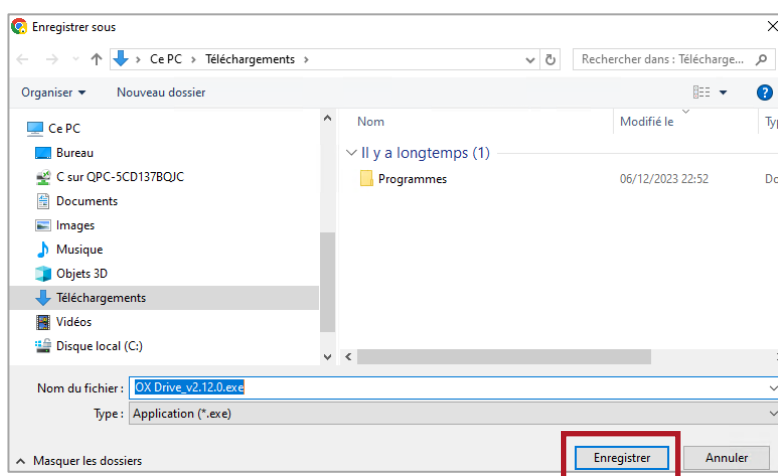 Enregistrer sous
Ce PC > Téléchargements >
Rechercher dans : Télécharge...
Organiser
Nouveau dossier
?
Ce PC
Bureau
C sur QPC-5CD137BQJC
Documents
Images
Musique
Objets 3D
Téléchargements
Vidéos
Disque local (C:)
Nom
Modifié le
Ty
Il y a longtemps (1)
Programmes
06/12/2023 22:52
Do
Nom du fichier :
OX Drive_v2.12.0.exe
Type :
Application (*.exe)
Masquer les dossiers
Enregistrer
Annuler